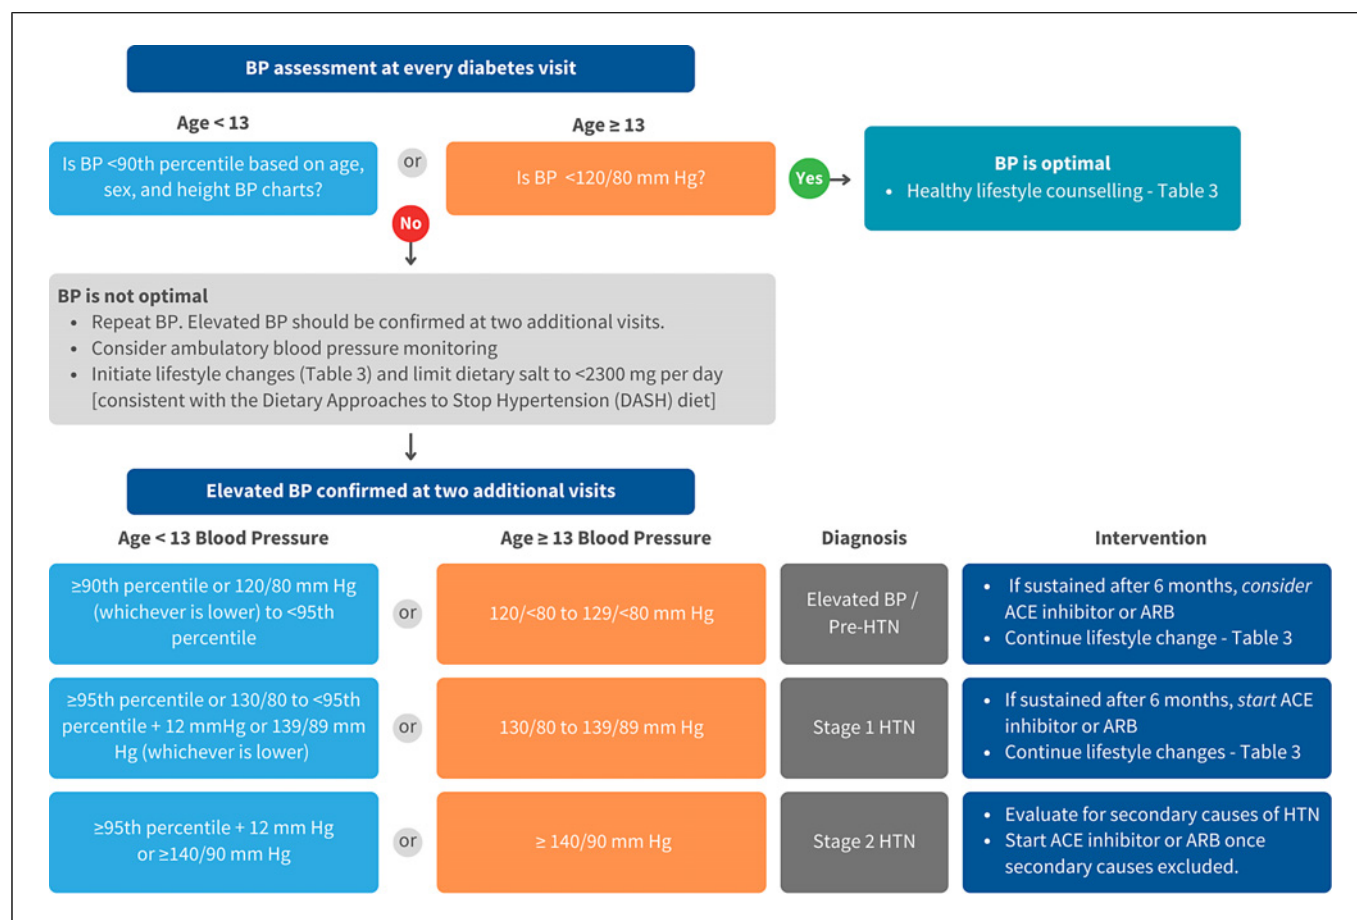 BP assessment at every diabetes visit
Age < 13
Age ≥ 13
Is BP <90th percentile based on age,
sex, and height BP charts?
or
Is BP <120/80 mm Hg?
Yes
BP is optimal
• Healthy lifestyle counselling - Table 3
No
BP is not optimal
• Repeat BP. Elevated BP should be confirmed at two additional visits.
• Consider ambulatory blood pressure monitoring
• Initiate lifestyle changes (Table 3) and limit dietary salt to <2300 mg per day
[consistent with the Dietary Approaches to Stop Hypertension (DASH) diet]
Elevated BP confirmed at two additional visits
Age < 13 Blood Pressure
Age ≥ 13 Blood Pressure
Diagnosis
Intervention
≥90th percentile or 120/80 mm Hg
(whichever is lower) to <95th
percentile
or
120/<80 to 129/<80 mm Hg
Elevated BP /
Pre-HTN
• If sustained after 6 months, consider
ACE inhibitor or ARB
• Continue lifestyle change - Table 3
≥95th percentile or 130/80 to <95th
percentile + 12 mmHg or 139/89 mm
Hg (whichever is lower)
or
130/80 to 139/89 mm Hg
Stage 1 HTN
• If sustained after 6 months, start ACE
inhibitor or ARB
• Continue lifestyle changes - Table 3
≥95th percentile + 12 mm Hg
or ≥140/90 mm Hg
or
≥ 140/90 mm Hg
Stage 2 HTN
• Evaluate for secondary causes of HTN
• Start ACE inhibitor or ARB once
secondary causes excluded.